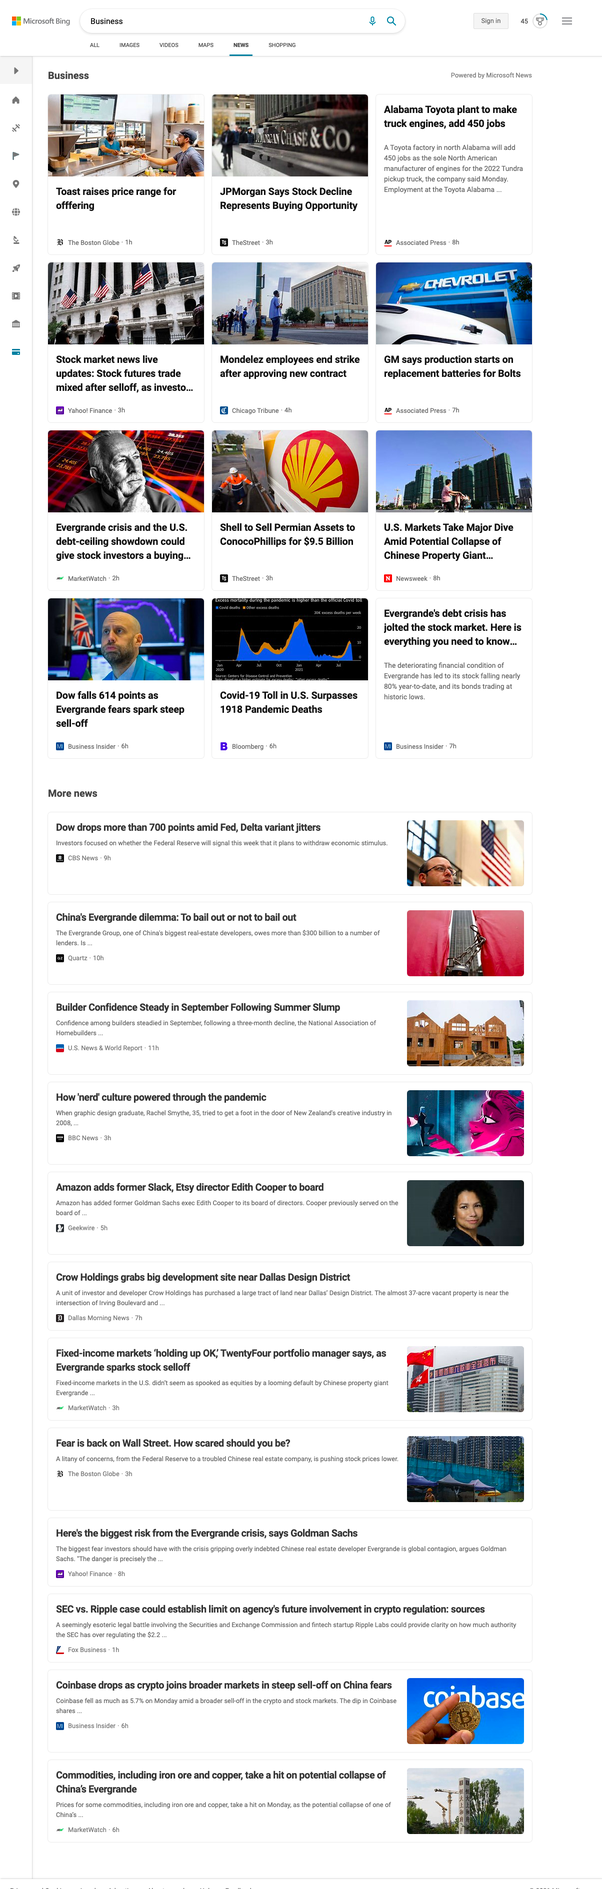 Microsoft Bing
Business
Sign in
45
ALL IMAGES VIDEOS MAPS NEWS SHOPPING
Business
Powered by Microsoft News
Toast raises price range for
offfering
The Boston Globe · 1h
JPMORGAN CHASE & CO.
JPMorgan Says Stock Decline
Represents Buying Opportunity
TheStreet · 3h
Alabama Toyota plant to make
truck engines, add 450 jobs
A Toyota factory in north Alabama will add
450 jobs as the sole North American
manufacturer of engines for the 2022 Tundra
pickup truck, the company said Monday.
Employment at the Toyota Alabama ...
AP Associated Press · 8h
Stock market news live
updates: Stock futures trade
mixed after selloff, as investo...
Yahoo! Finance · 3h
Mondelez employees end strike
after approving new contract
Chicago Tribune · 4h
CHEVROLET
GM says production starts on
replacement batteries for Bolts
AP Associated Press · 7h
Evergrande crisis and the U.S.
debt-ceiling showdown could
give stock investors a buying...
MarketWatch · 2h
Shell to Sell Permian Assets to
ConocoPhillips for $9.5 Billion
TheStreet · 3h
U.S. Markets Take Major Dive
Amid Potential Collapse of
Chinese Property Giant...
N Newsweek · 8h
Dow falls 614 points as
Evergrande fears spark steep
sell-off
BI Business Insider · 6h
Excess mortality during the pandemic is higher than the official Covid toll
Covid deaths Other excess deaths
30K excess deaths per week
Covid-19 Toll in U.S. Surpasses
1918 Pandemic Deaths
B Bloomberg · 6h
Evergrande's debt crisis has
jolted the stock market. Here is
everything you need to know...
The deteriorating financial condition of
Evergrande has led to its stock falling nearly
80% year-to-date, and its bonds trading at
historic lows.
BI Business Insider · 7h
More news
Dow drops more than 700 points amid Fed, Delta variant jitters
Investors focused on whether the Federal Reserve will signal this week that it plans to withdraw economic stimulus.
CBS News · 9h
China's Evergrande dilemma: To bail out or not to bail out
The Evergrande Group, one of China's biggest real-estate developers, owes more than $300 billion to a number of
lenders. Is ...
Quartz · 10h
Builder Confidence Steady in September Following Summer Slump
Confidence among builders steadied in September, following a three-month decline, the National Association of
Homebuilders ...
U.S. News & World Report · 11h
How 'nerd' culture powered through the pandemic
When graphic design graduate, Rachel Smythe, 35, tried to get a foot in the door of New Zealand's creative industry in
2008, ...
BBC News · 3h
Amazon adds former Slack, Etsy director Edith Cooper to board
Amazon has added former Goldman Sachs exec Edith Cooper to its board of directors. Cooper previously served on the
board of ...
Geekwire · 5h
Crow Holdings grabs big development site near Dallas Design District
A unit of investor and developer Crow Holdings has purchased a large tract of land near Dallas' Design District. The almost 37-acre vacant property is near the
intersection of Irving Boulevard and ...
Dallas Morning News · 7h
Fixed-income markets 'holding up OK,' TwentyFour portfolio manager says, as
Evergrande sparks stock selloff
Fixed-income markets in the U.S. didn't seem as spooked as equities by a looming default by Chinese property giant
Evergrande ...
MarketWatch · 3h
Fear is back on Wall Street. How scared should you be?
A litany of concerns, from the Federal Reserve to a troubled Chinese real estate company, is pushing stock prices lower.
The Boston Globe · 3h
Here's the biggest risk from the Evergrande crisis, says Goldman Sachs
The biggest fear investors should have with the crisis gripping overly indebted Chinese real estate developer Evergrande is global contagion, argues Goldman
Sachs. "The danger is precisely the ...
Yahoo! Finance · 8h
SEC vs. Ripple case could establish limit on agency's future involvement in crypto regulation: sources
A seemingly esoteric legal battle involving the Securities and Exchange Commission and fintech startup Ripple Labs could provide clarity on how much authority
the SEC has over regulating the $2.2 ...
Fox Business · 1h
Coinbase drops as crypto joins broader markets in steep sell-off on China fears
Coinbase fell as much as 5.7% on Monday amid a broader sell-off in the crypto and stock markets. The dip in Coinbase
shares ...
BI Business Insider · 6h
coinbase
Commodities, including iron ore and copper, take a hit on potential collapse of
China's Evergrande
Prices for some commodities, including iron ore and copper, take a hit on Monday, as the potential collapse of one of
China's ...
MarketWatch · 6h